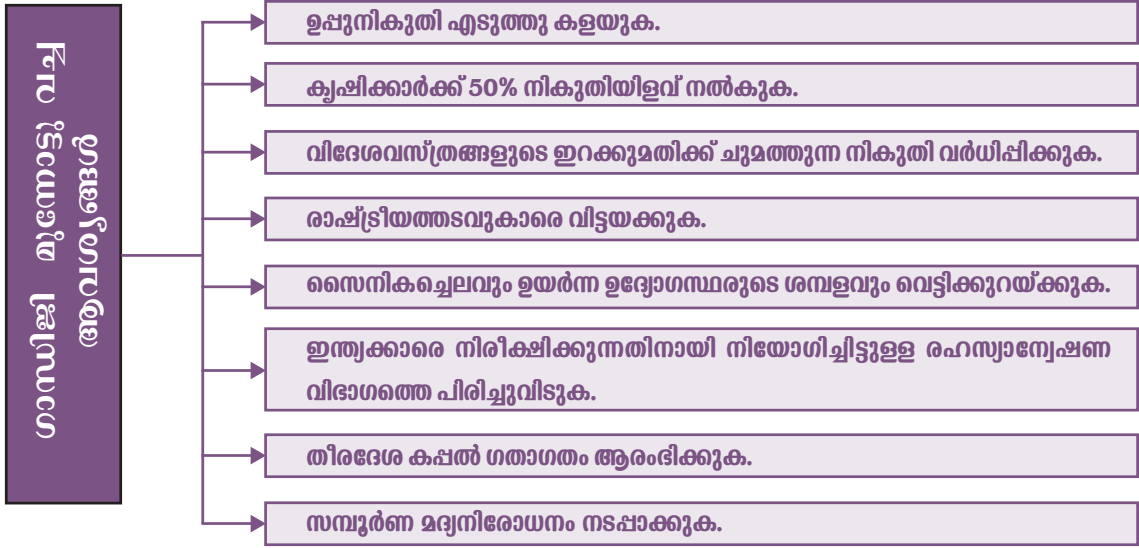 ഗാന്ധിജി മുന്നോട്ടു വച്ച
ആവശ്യങ്ങൾ
ഉപ്പുനികുതി എടുത്തു കളയുക.
കൃഷിക്കാർക്ക് 50% നികുതിയിളവ് നൽകുക.
വിദേശവസ്ത്രങ്ങളുടെ ഇറക്കുമതിക്ക് ചുമത്തുന്ന നികുതി വർധിപ്പിക്കുക.
രാഷ്ട്രീയത്തടവുകാരെ വിട്ടയക്കുക.
സൈനികച്ചെലവും ഉയർന്ന ഉദ്യോഗസ്ഥരുടെ ശമ്പളവും വെട്ടിക്കുറയ്ക്കുക.
ഇന്ത്യക്കാരെ നിരീക്ഷിക്കുന്നതിനായി നിയോഗിച്ചിട്ടുളള രഹസ്യാന്വേഷണ
വിഭാഗത്തെ പിരിച്ചുവിടുക.
തീരദേശ കപ്പൽ ഗതാഗതം ആരംഭിക്കുക.
സമ്പൂർണ മദ്യനിരോധനം നടപ്പാക്കുക.